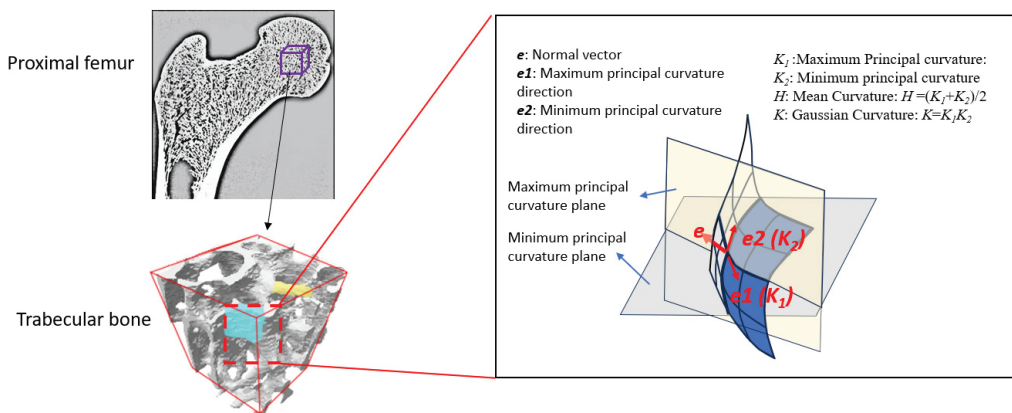 Proximal femur
Trabecular bone
e: Normal vector
e1: Maximum principal curvature
direction
e2: Minimum principal curvature
direction
K₁ :Maximum Principal curvature:
K₂: Minimum principal curvature
H: Mean Curvature: H =(K₁+K₂)/2
K: Gaussian Curvature: K=K₁K₂
Maximum principal
curvature plane
Minimum principal
curvature plane
e
e2 (K₂)
e1 (K₁)